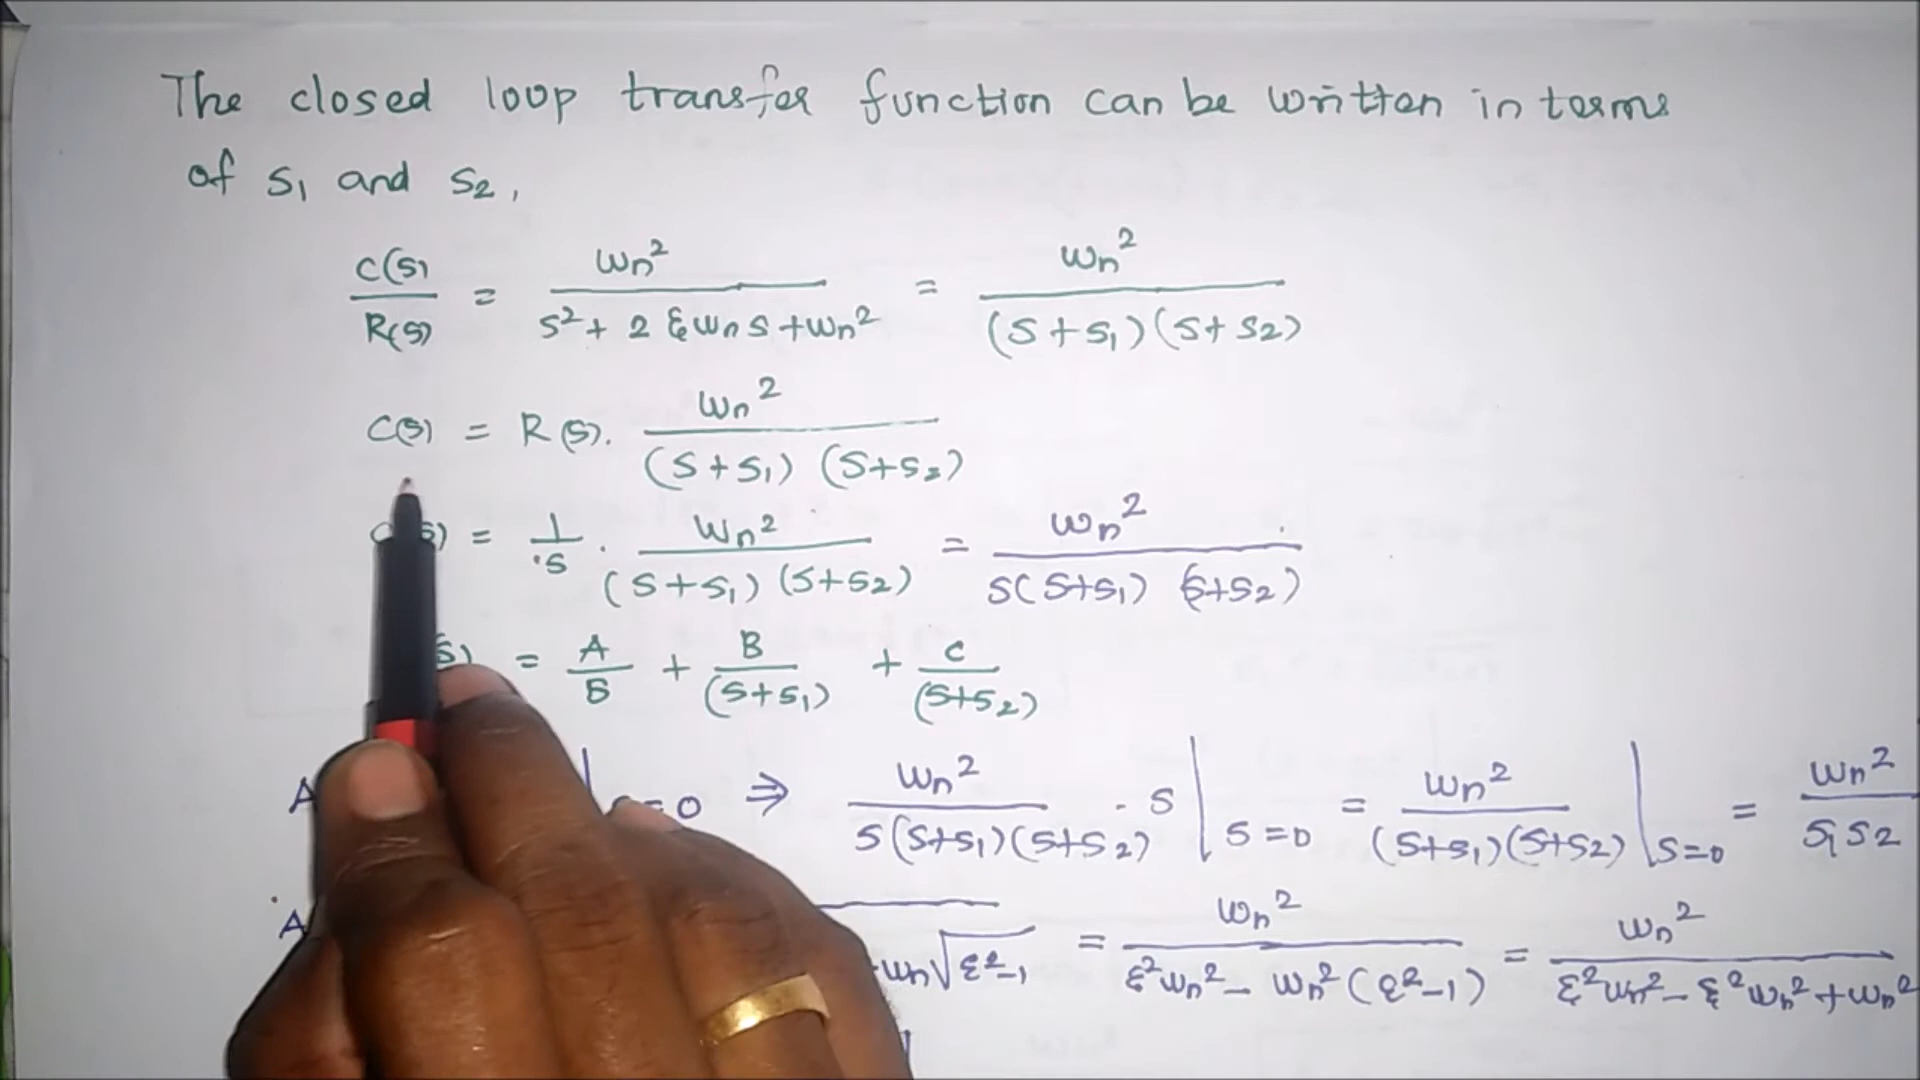 The closed loop transfer function can be written in terms
of s1 and s2,
C(s)/R(s) = ωn²/(s² + 2ξωns + ωn²) = ωn²/((s + s1)(s + s2))
C(s) = R(s). ωn²/((s + s1) (s + s2))
C(s) = 1/s . ωn²/((s + s1) (s + s2)) = ωn²/(s(s+s1) (s+s2))
s) = A/s + B/(s+s1) + C/(s+s2)
A |s=0 ⇒ ωn²/(s(s+s1)(s+s2)) . s |s=0 = ωn²/((s+s1)(s+s2)) |s=0 = ωn²/(s1s2)
A ωn√(ξ²-1) = ωn²/(ξ²ωn² - ωn²(ξ²-1)) = ωn²/(ξ²ωn² - ξ²ωn² + ωn²)